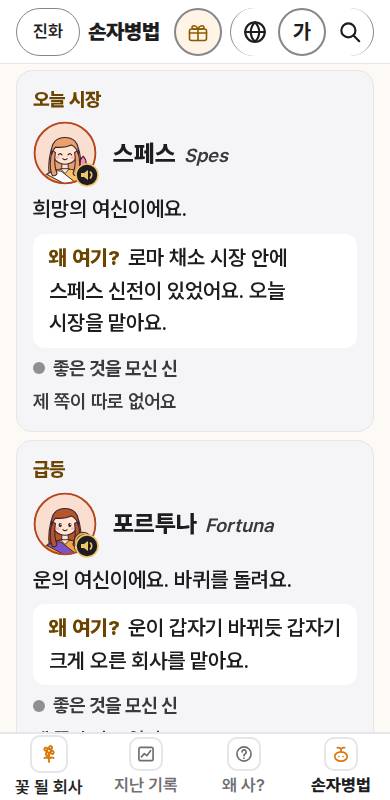 진화 손자병법 가
오늘 시장
스페스 Spes
희망의 여신이에요.
왜 여기? 로마 채소 시장 안에
스페스 신전이 있었어요. 오늘
시장을 맡아요.
좋은 것을 모신 신
제 쪽이 따로 없어요
급등
포르투나 Fortuna
운의 여신이에요. 바퀴를 돌려요.
왜 여기? 운이 갑자기 바뀌듯 갑자기
크게 오른 회사를 맡아요.
좋은 것을 모신 신
꽃 될 회사 지난 기록 왜 사? 손자병법